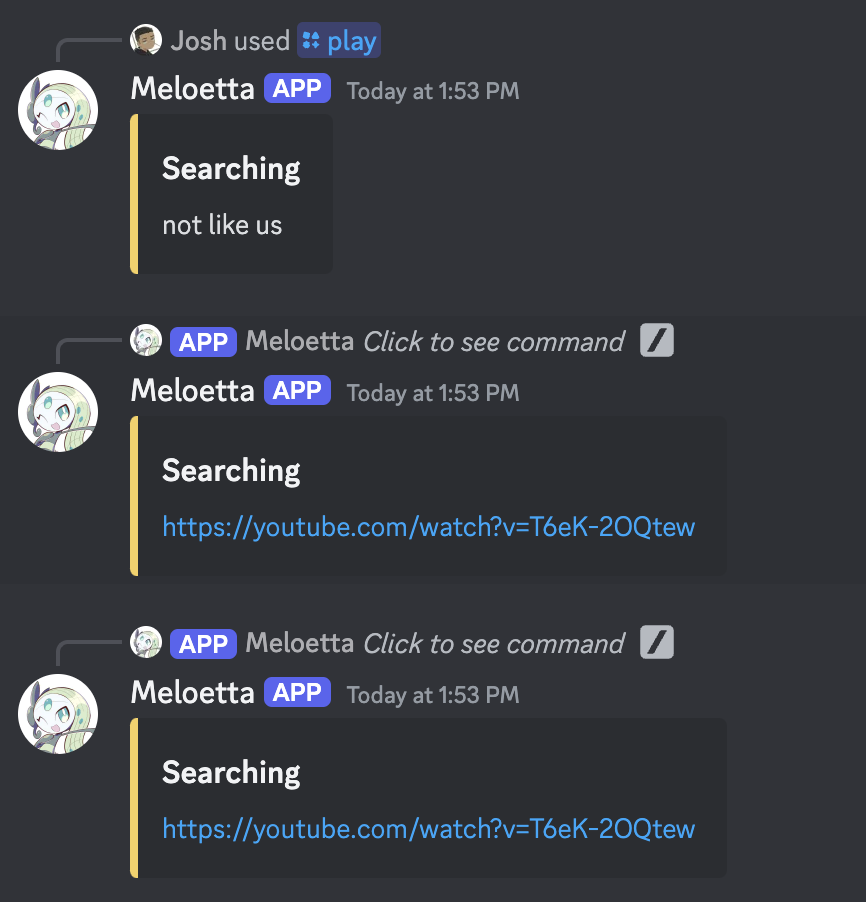 Josh used play
Meloetta APP Today at 1:53 PM
Searching
not like us
APP Meloetta Click to see command
Meloetta APP Today at 1:53 PM
Searching
https://youtube.com/watch?v=T6eK-2OQtew
APP Meloetta Click to see command
Meloetta APP Today at 1:53 PM
Searching
https://youtube.com/watch?v=T6eK-2OQtew